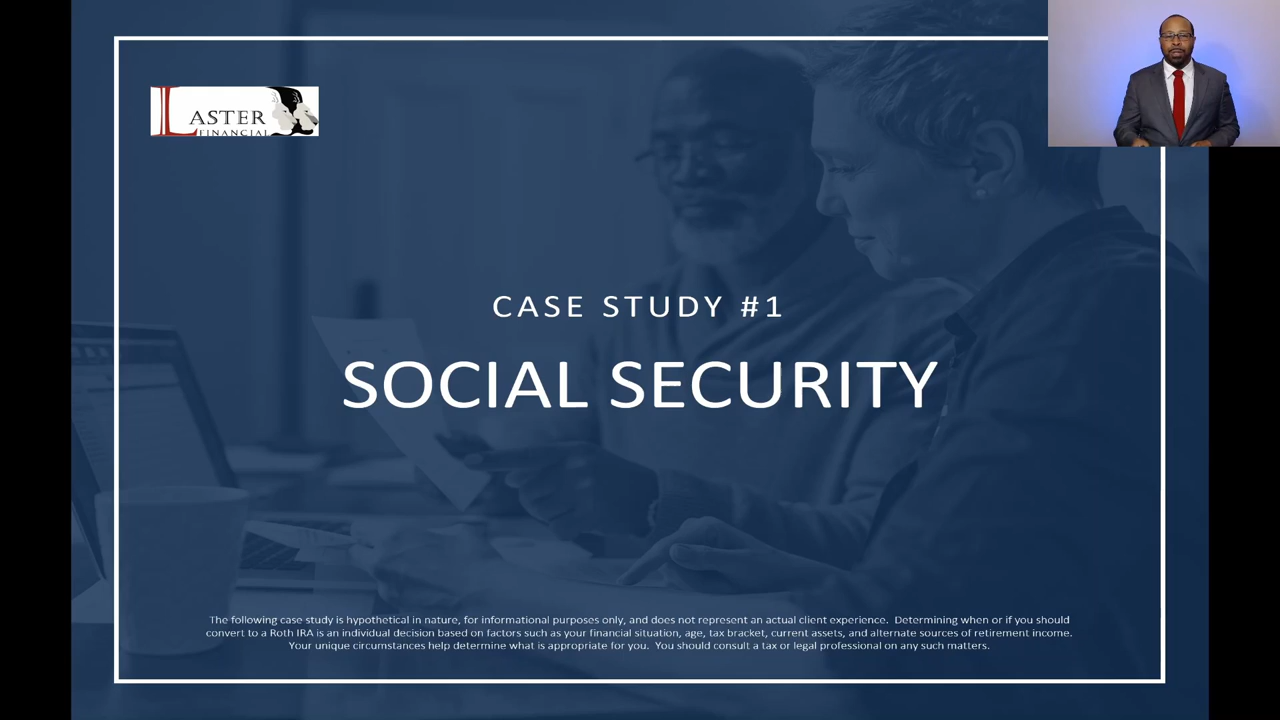 LASTER
FINANCIAL
CASE STUDY #1
SOCIAL SECURITY
The following case study is hypothetical in nature, for informational purposes only, and does not represent an actual client experience. Determining when or if you should
convert to a Roth IRA is an individual decision based on factors such as your financial situation, age, tax bracket, current assets, and alternate sources of retirement income.
Your unique circumstances help determine what is appropriate for you. You should consult a tax or legal professional on any such matters.